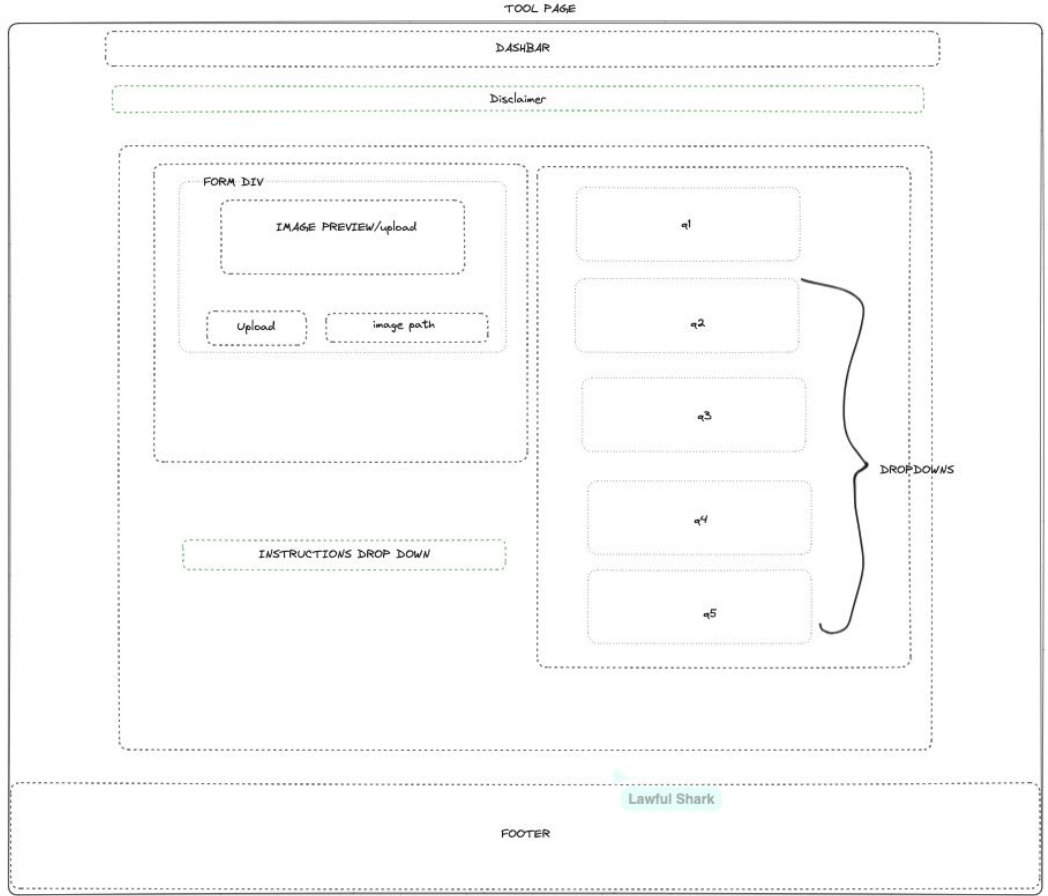 TOOL PAGE
DASHBAR
Disclaimer
FORM DIV
IMAGE PREVIEW/upload
Upload
image path
INSTRUCTIONS DROP DOWN
q1
q2
q3
q4
q5
DROPDOWNS
Lawful Shark
FOOTER